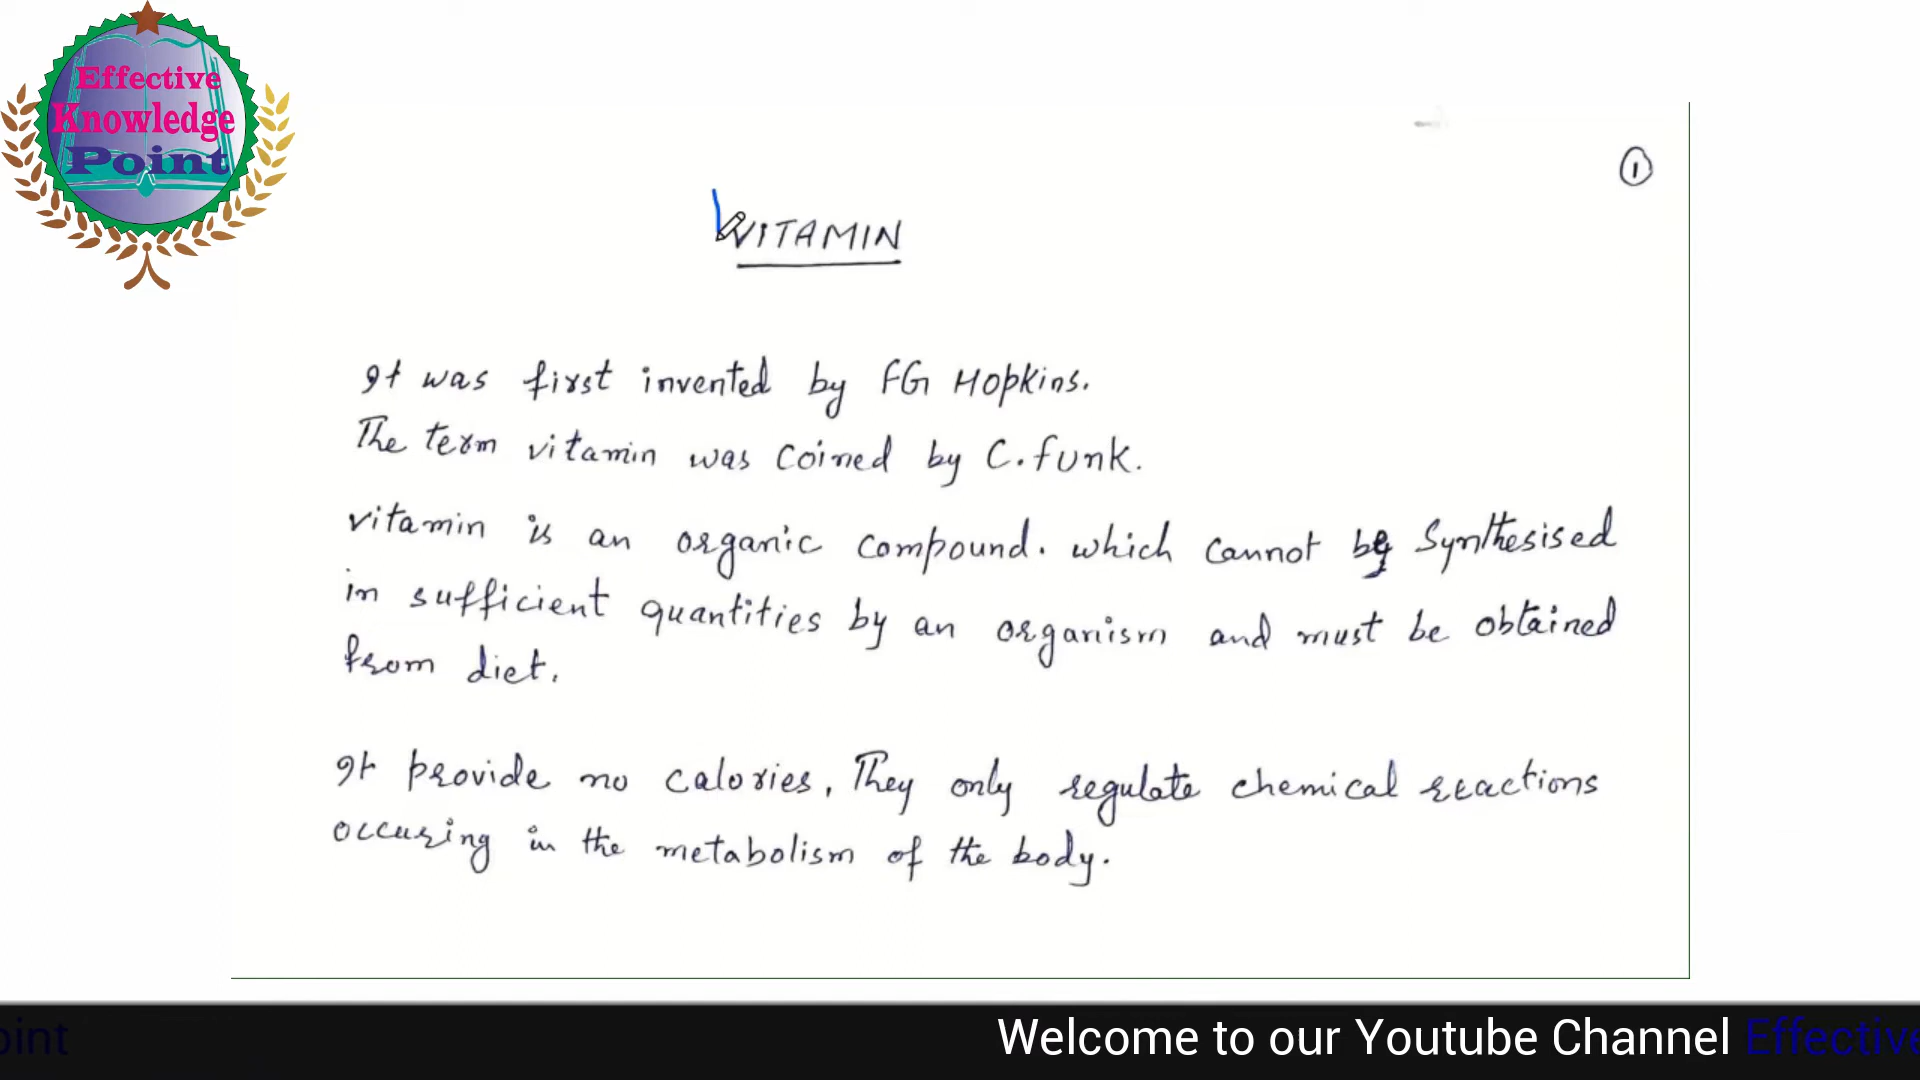 Effective
Knowledge
Point
1
VITAMIN
It was first invented by FG Hopkins.
The term vitamin was coined by C. funk.
vitamin is an organic compound. which cannot be synthesised
in sufficient quantities by an organism and must be obtained
from diet.
It provide no calories, They only regulate chemical reactions
occuring in the metabolism of the body.
oint Welcome to our Youtube Channel Effective